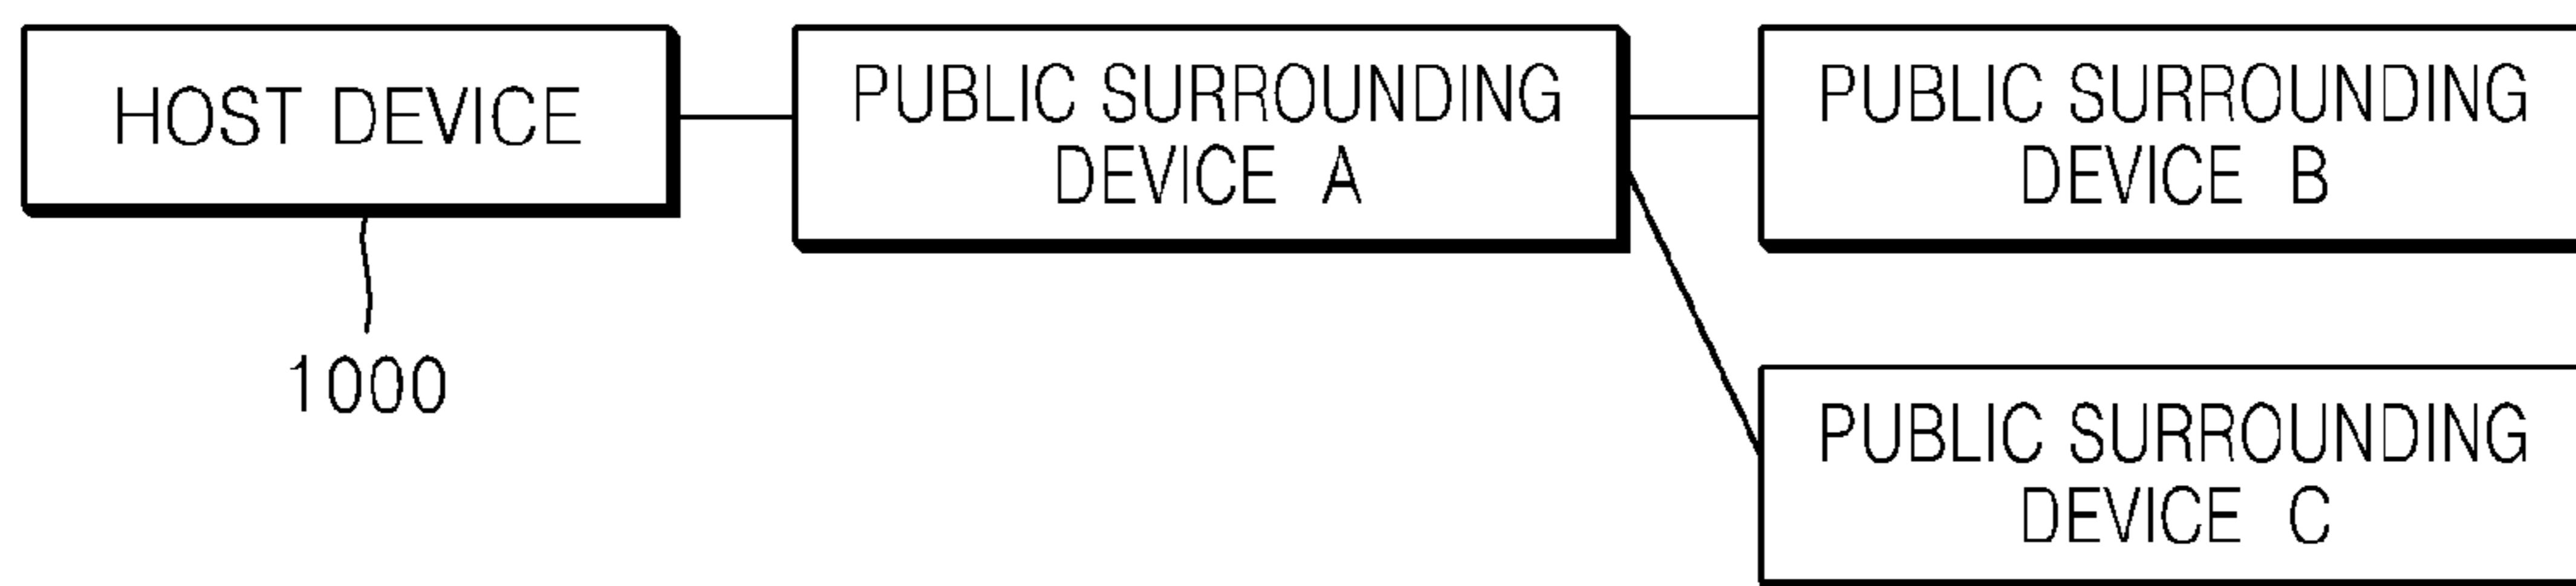 HOST DEVICE
1000
PUBLIC SURROUNDING
DEVICE A
PUBLIC SURROUNDING
DEVICE B
PUBLIC SURROUNDING
DEVICE C